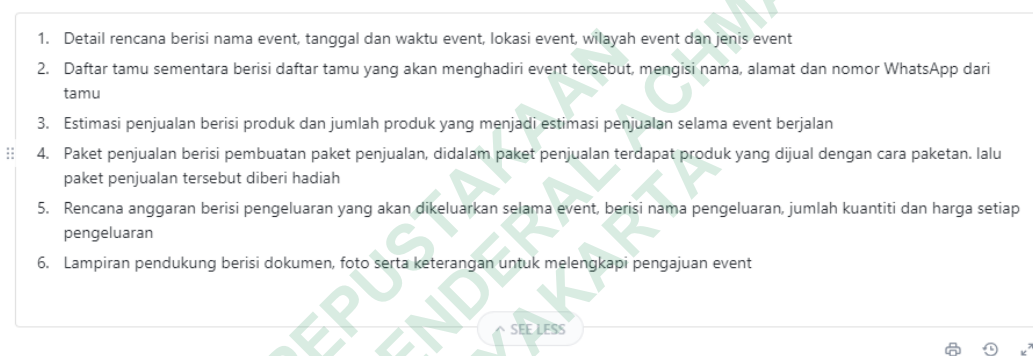 1. Detail rencana berisi nama event, tanggal dan waktu event, lokasi event, wilayah event dan jenis event
2. Daftar tamu sementara berisi daftar tamu yang akan menghadiri event tersebut, mengisi nama, alamat dan nomor WhatsApp dari
tamu
3. Estimasi penjualan berisi produk dan jumlah produk yang menjadi estimasi penjualan selama event berjalan
4. Paket penjualan berisi pembuatan paket penjualan, didalam paket penjualan terdapat produk yang dijual dengan cara paketan. lalu
paket penjualan tersebut diberi hadiah
5. Rencana anggaran berisi pengeluaran yang akan dikeluarkan selama event, berisi nama pengeluaran, jumlah kuantiti dan harga setiap
pengeluaran
6. Lampiran pendukung berisi dokumen, foto serta keterangan untuk melengkapi pengajuan event
SEE LESS